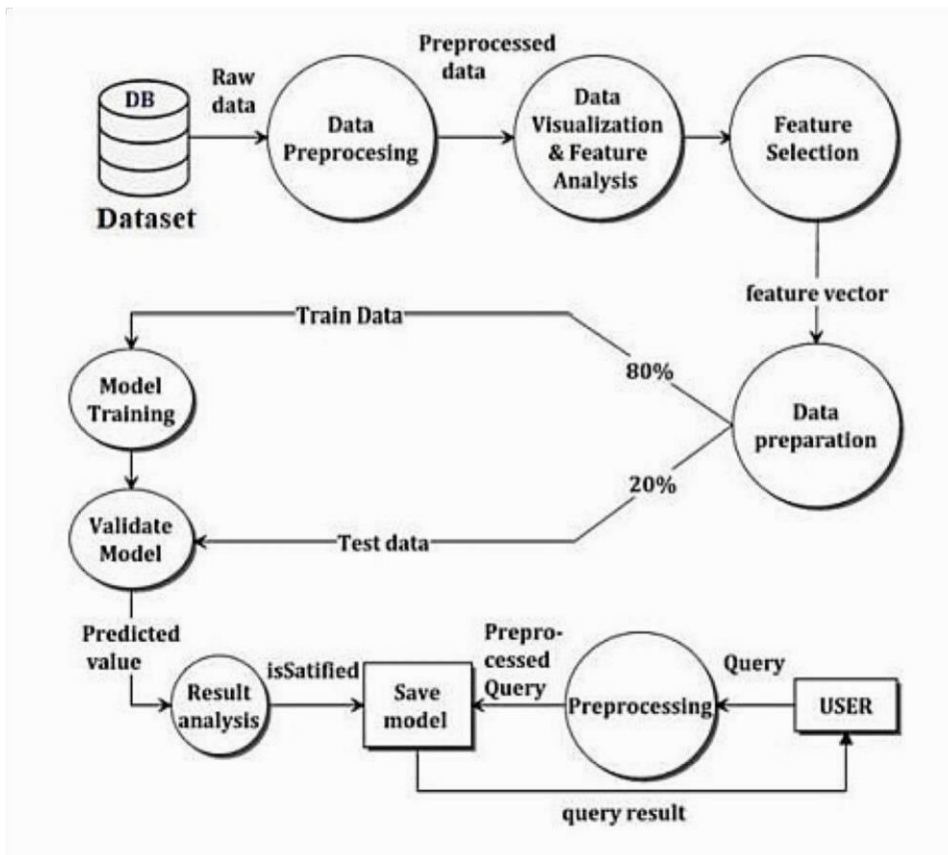 DB
Dataset
Raw
data
Data
Preprocesing
Preprocessed
data
Data
Visualization
& Feature
Analysis
Feature
Selection
feature vector
Data
preparation
80%
Train Data
20%
Test data
Model
Training
Validate
Model
Predicted
value
Result
analysis
isSatified
Save
model
Prepro-
cessed
Query
Preprocessing
Query
USER
query result